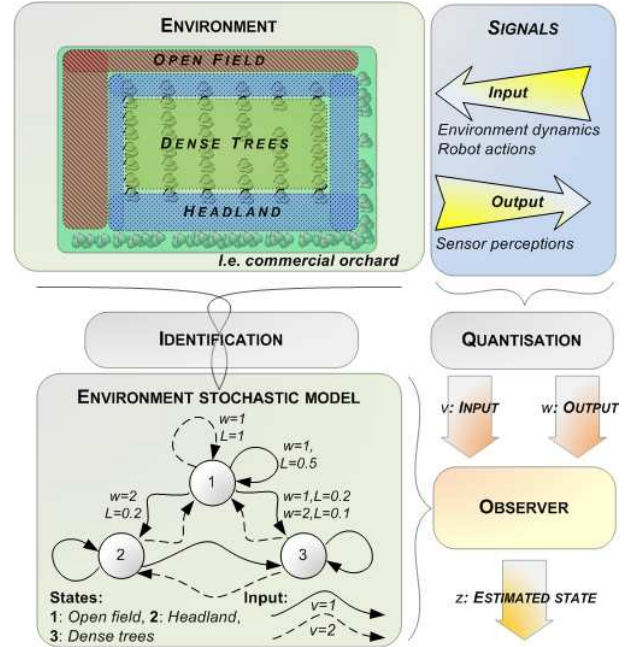 ENVIRONMENT
OPEN FIELD
DENSE TREES
HEADLAND
I.e. commercial orchard
SIGNALS
Input
Environment dynamics
Robot actions
Output
Sensor perceptions
IDENTIFICATION
QUANTISATION
ENVIRONMENT STOCHASTIC MODEL
w=1
L=1
w=1,
L=0.5
1
w=2
L=0.2
w=1,L=0.2
w=2,L=0.1
2
3
States:
1: Open field, 2: Headland,
3: Dense trees
Input:
v=1
v=2
v: INPUT
w: OUTPUT
OBSERVER
z: ESTIMATED STATE